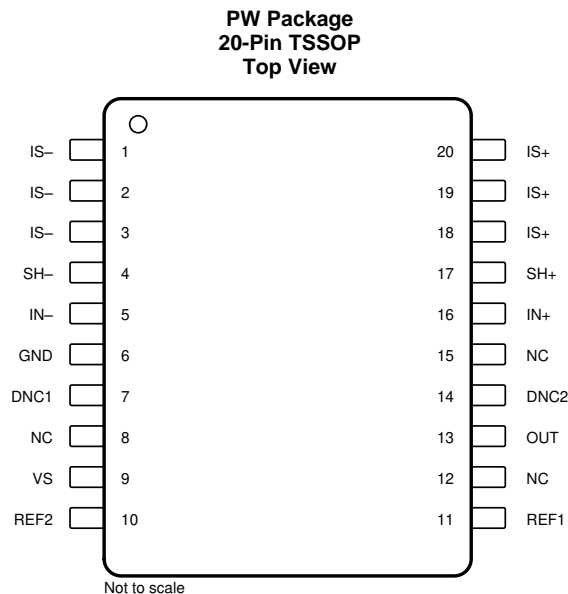 PW Package
20-Pin TSSOP
Top View
IS– 1 20 IS+
IS– 2 19 IS+
IS– 3 18 IS+
SH– 4 17 SH+
IN– 5 16 IN+
GND 6 15 NC
DNC1 7 14 DNC2
NC 8 13 OUT
VS 9 12 NC
REF2 10 11 REF1
Not to scale